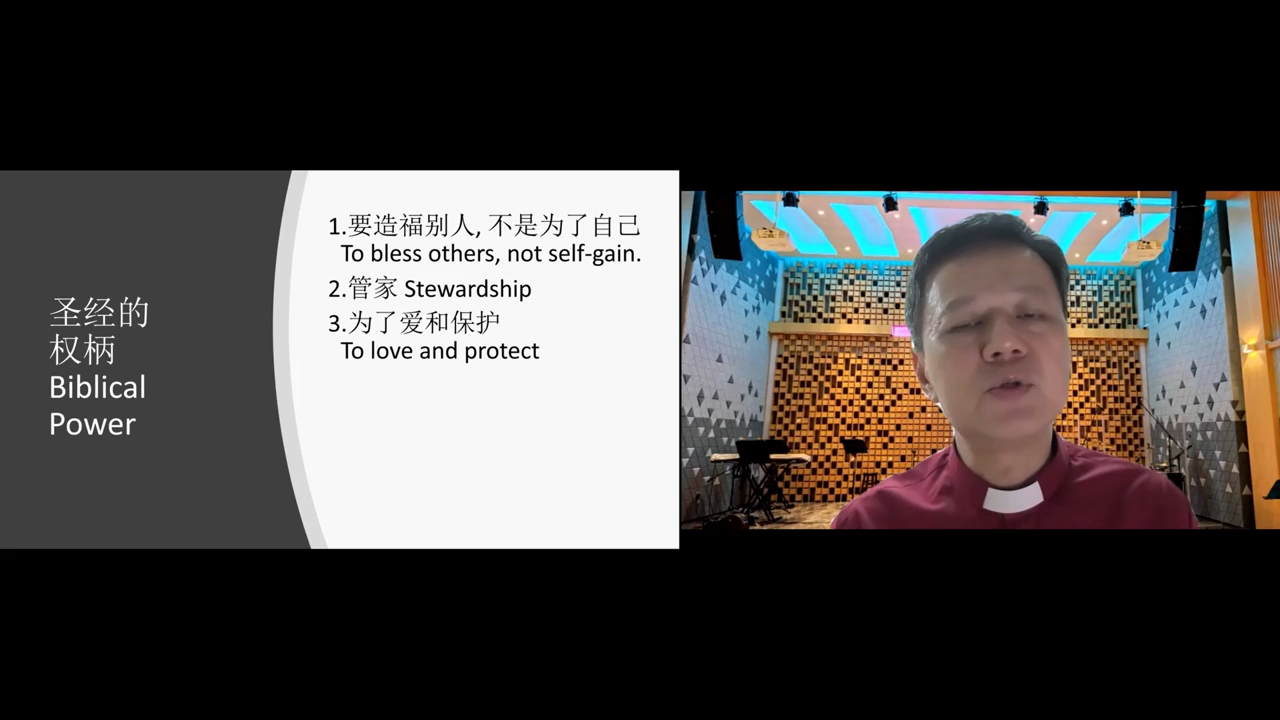 圣经的
权柄
Biblical
Power
1.要造福别人, 不是为了自己
To bless others, not self-gain.
2.管家 Stewardship
3.为了爱和保护
To love and protect